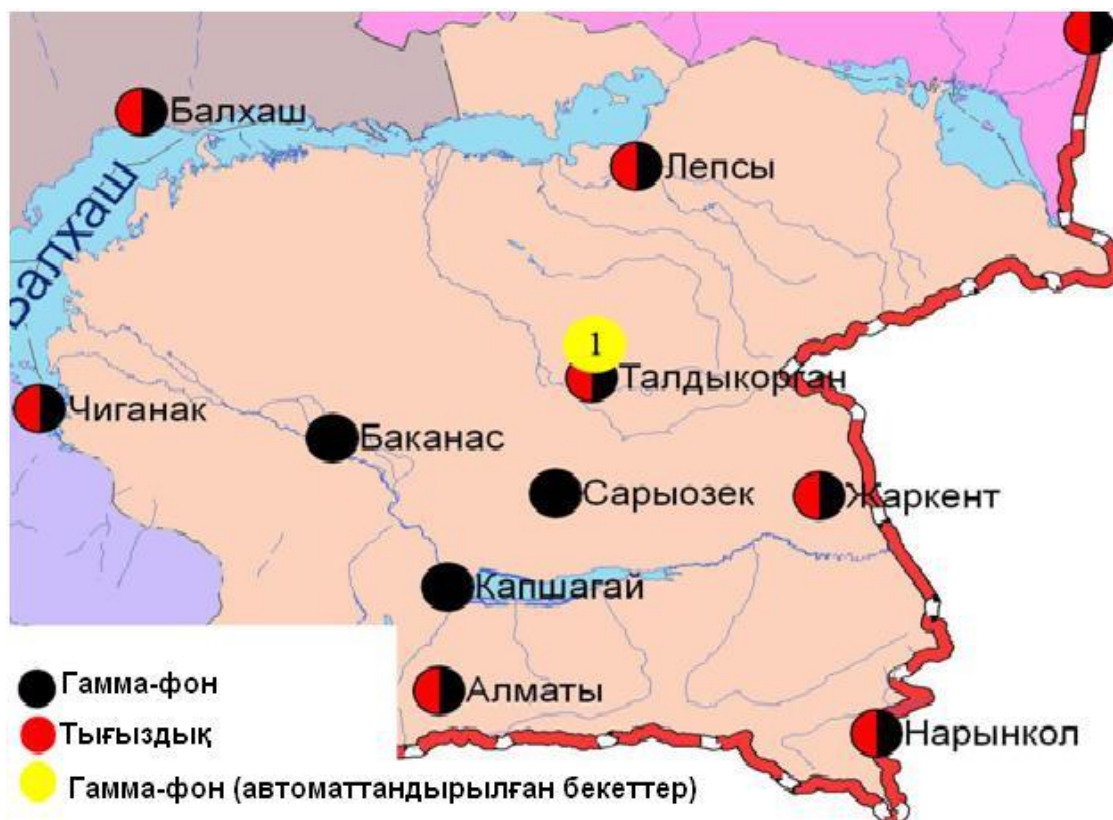 Балхаш
Балхаш
Лепсы
1
Талдыкорган
Чиганак
Баканас
Сарыозек
Жаркент
Капшагай
Алматы
Нарынкол
Гамма-фон
Тығыздық
Гамма-фон (автоматтандырылған бекеттер)